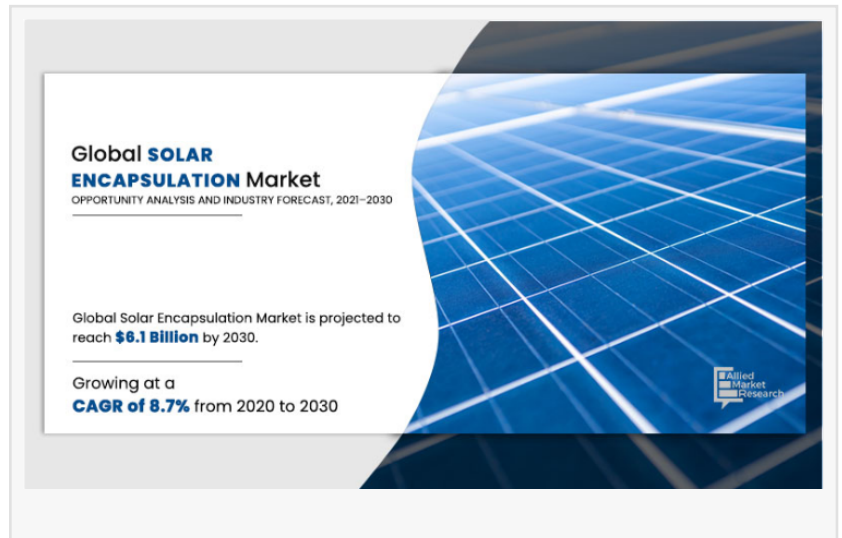 Global SOLAR
ENCAPSULATION Market
OPPORTUNITY ANALYSIS AND INDUSTRY FORECAST, 2021–2030
Global Solar Encapsulation Market is projected to
reach $6.1 Billion by 2030.
Growing at a
CAGR of 8.7% from 2020 to 2030
Allied
Market
Research